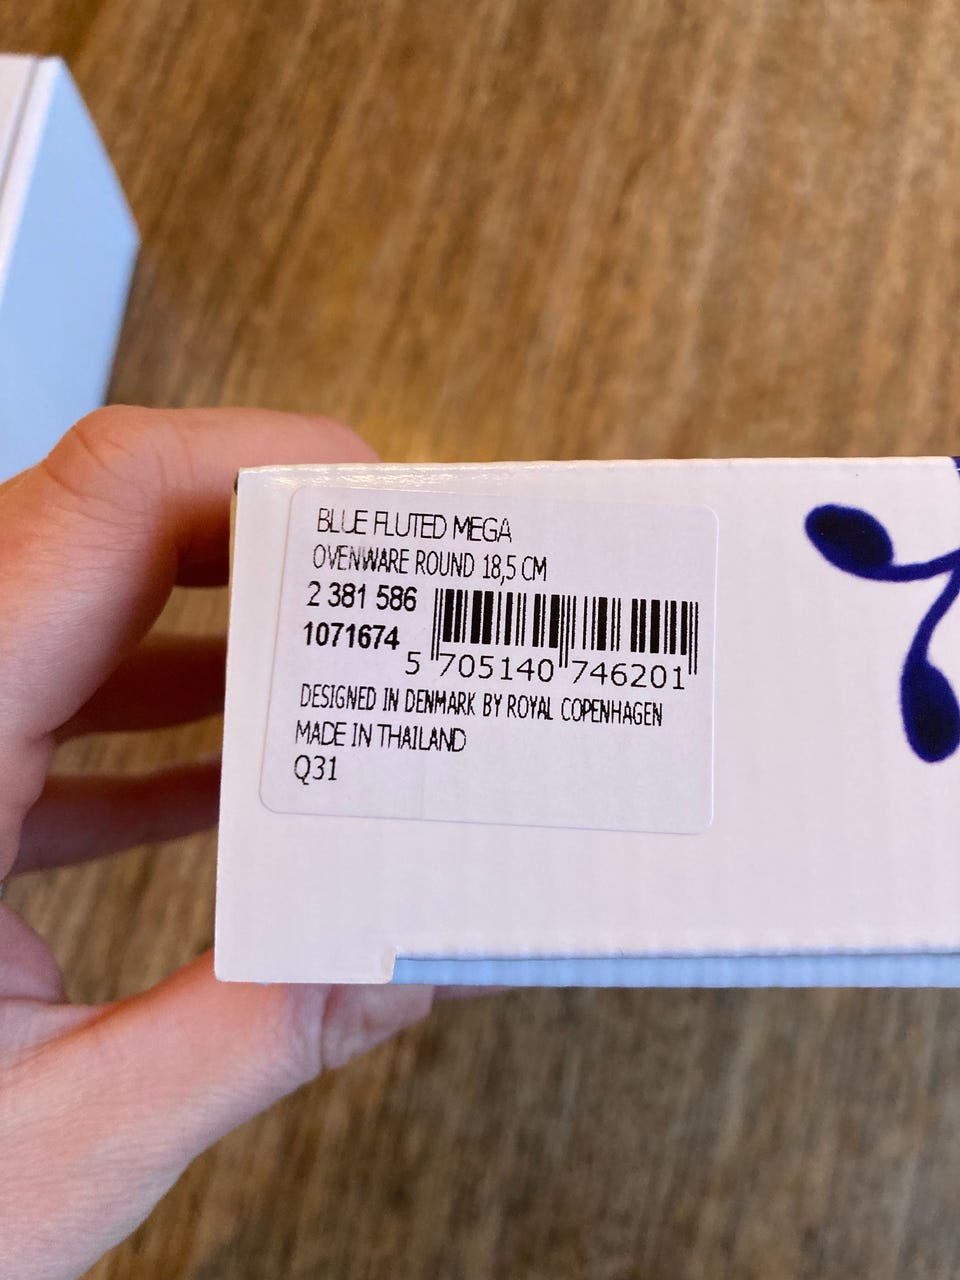 BLUE FLUTED MEGA
OVENWARE ROUND 18,5 CM
2 381 586
1071674
5 705140 746201
DESIGNED IN DENMARK BY ROYAL COPENHAGEN
MADE IN THAILAND
Q31